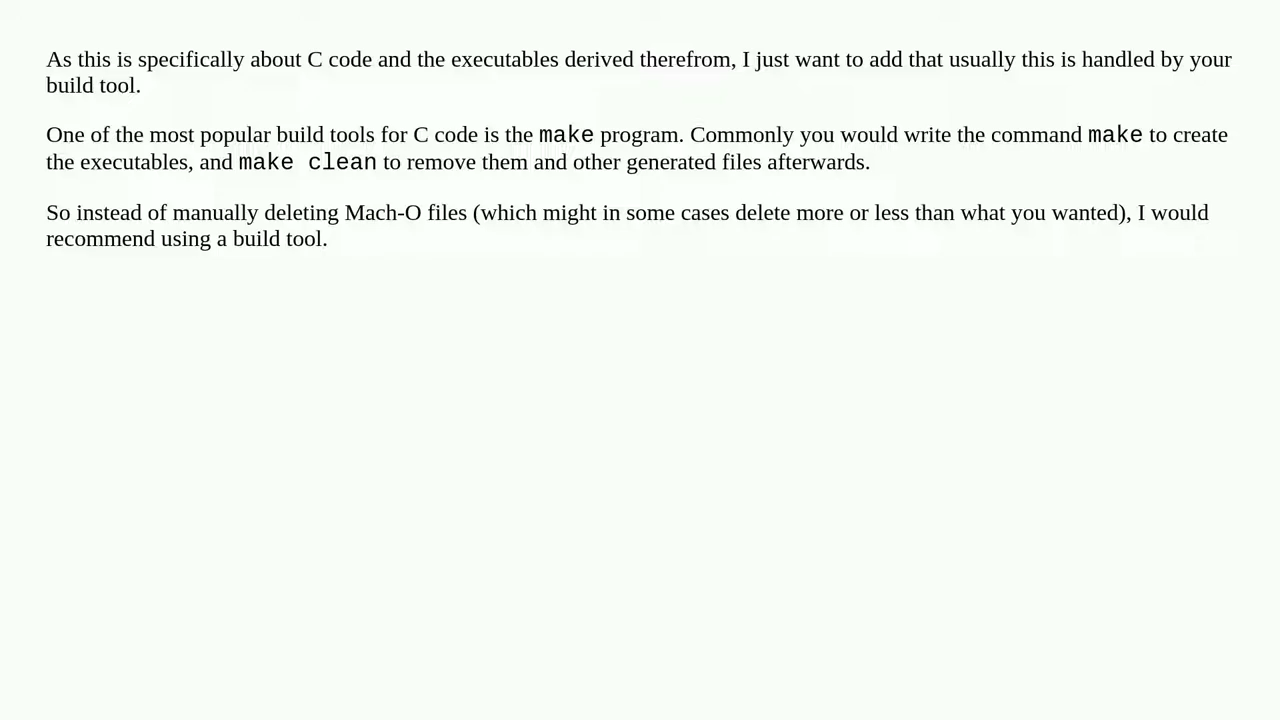 As this is specifically about C code and the executables derived therefrom, I just want to add that usually this is handled by your
build tool.
One of the most popular build tools for C code is the make program. Commonly you would write the command make to create
the executables, and make clean to remove them and other generated files afterwards.
So instead of manually deleting Mach-O files (which might in some cases delete more or less than what you wanted), I would
recommend using a build tool.